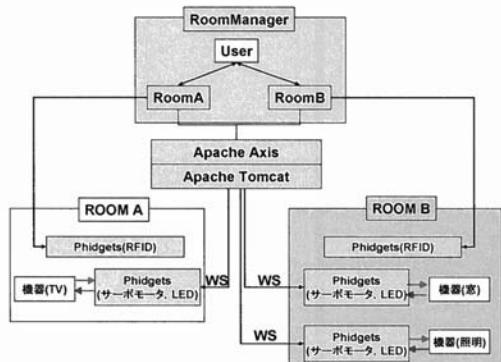 RoomManager
User
RoomA
RoomB
Apache Axis
Apache Tomcat
ROOM A
Phidgets(RFID)
機器(TV)
Phidgets
(サーボモータ、LED)
WS
ROOM B
Phidgets(RFID)
WS
Phidgets
(サーボモータ、LED)
機器(窓)
WS
Phidgets
(サーボモータ、LED)
機器(照明)